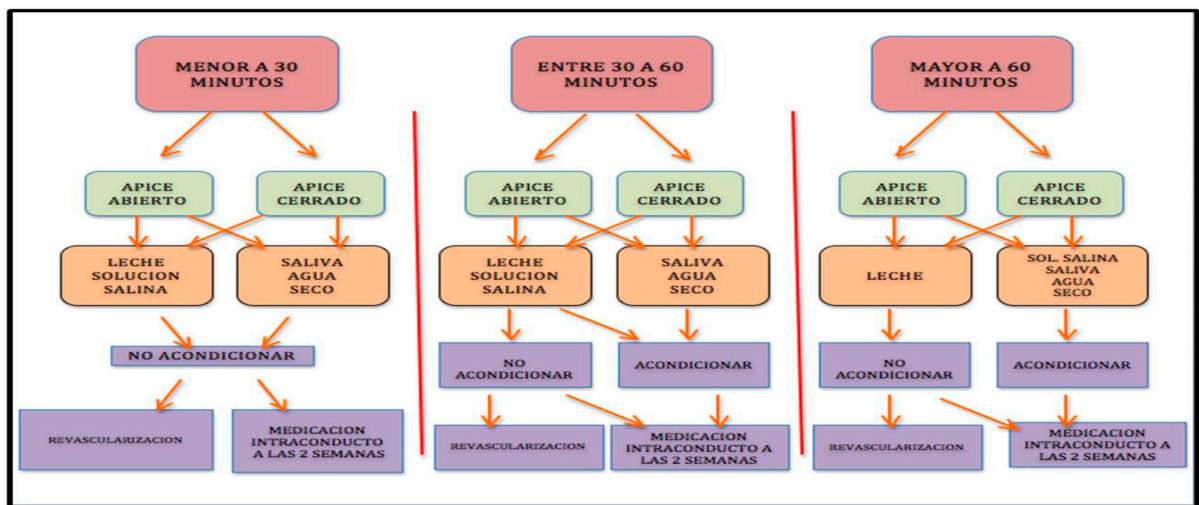 MENOR A 30
MINUTOS
APICE
ABIERTO
APICE
CERRADO
LECHE
SOLUCION
SALINA
SALIVA
AGUA
SECO
NO ACONDICIONAR
REVASCULARIZACION
MEDICACION
INTRACONDUCTO
A LAS 2 SEMANAS
ENTRE 30 A 60
MINUTOS
APICE
ABIERTO
APICE
CERRADO
LECHE
SOLUCION
SALINA
SALIVA
AGUA
SECO
NO
ACONDICIONAR
ACONDICIONAR
REVASCULARIZACION
MEDICACION
INTRACONDUCTO A
LAS 2 SEMANAS
MAYOR A 60
MINUTOS
APICE
ABIERTO
APICE
CERRADO
LECHE
SOL. SALINA
SALIVA
AGUA
SECO
NO
ACONDICIONAR
ACONDICIONAR
REVASCULARIZACION
MEDICACION
INTRACONDUCTO A
LAS 2 SEMANAS